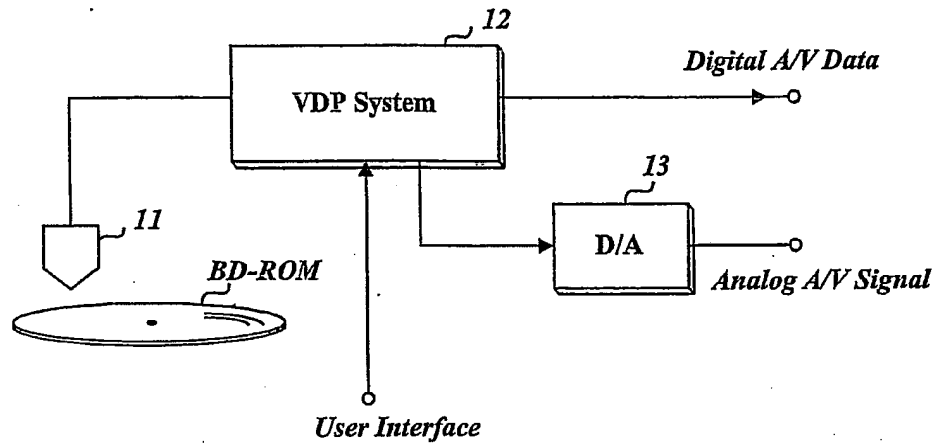 12
VDP System
Digital A/V Data
11
13
D/A
BD-ROM
Analog A/V Signal
User Interface